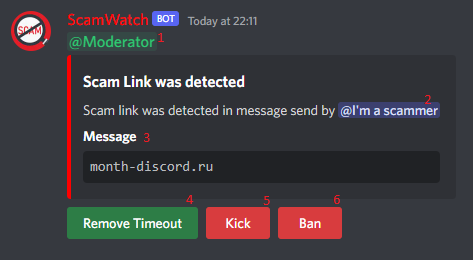 SCAM
ScamWatch BOT Today at 22:11
@Moderator 1
Scam Link was detected
Scam link was detected in message send by @I'm a scammer 2
Message 3
month-discord.ru
Remove Timeout 4 Kick 5 Ban 6